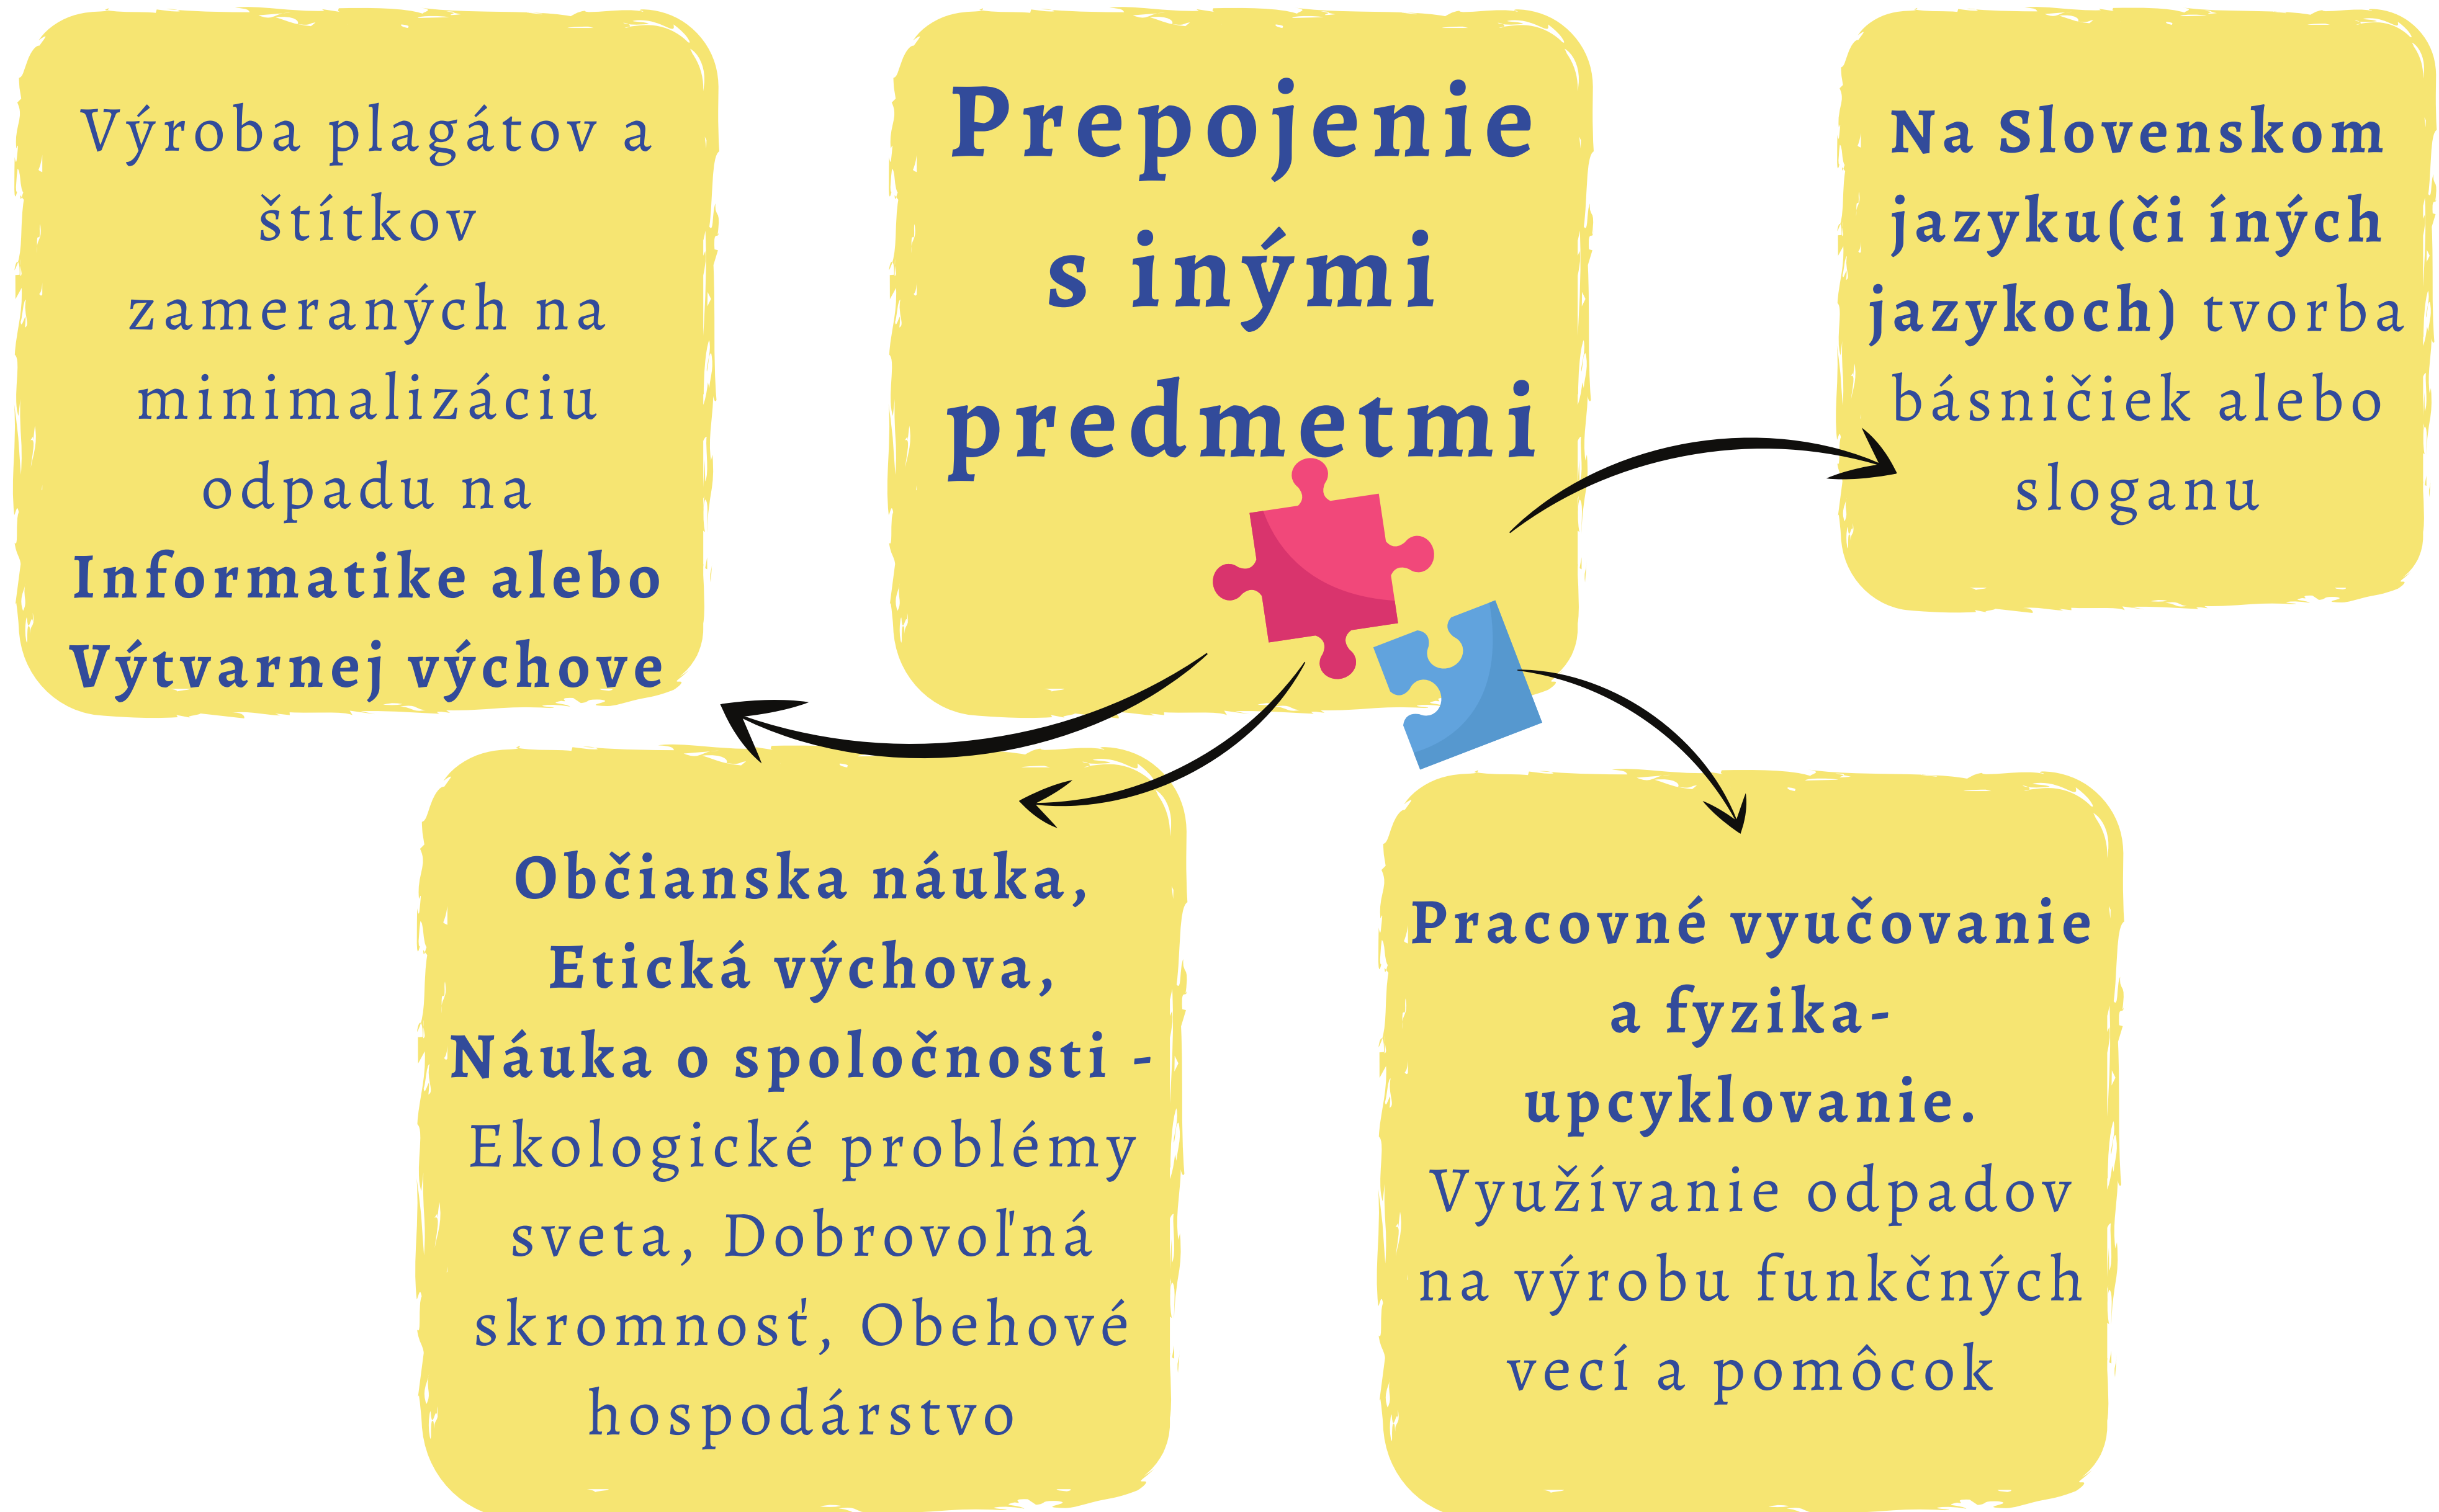 Výroba plagátov a
štítkov
zameraných na
minimalizáciu
odpadu na
Informatike alebo
Výtvarnej výchove
Prepojenie
s inými
predmetmi
Na Slovenskom
jazyku(či íných
jazykoch) tvorba
básničiek alebo
sloganu
Občianska náuka,
Etická výchova,
Náuka o spoločnosti -
Ekologické problémy
sveta, Dobrovoľná
skromnosť, Obehové
hospodárstvo
Pracovné vyučovanie
a fyzika-
upcyklovanie.
Využívanie odpadov
na výrobu funkčných
vecí a pomôcok